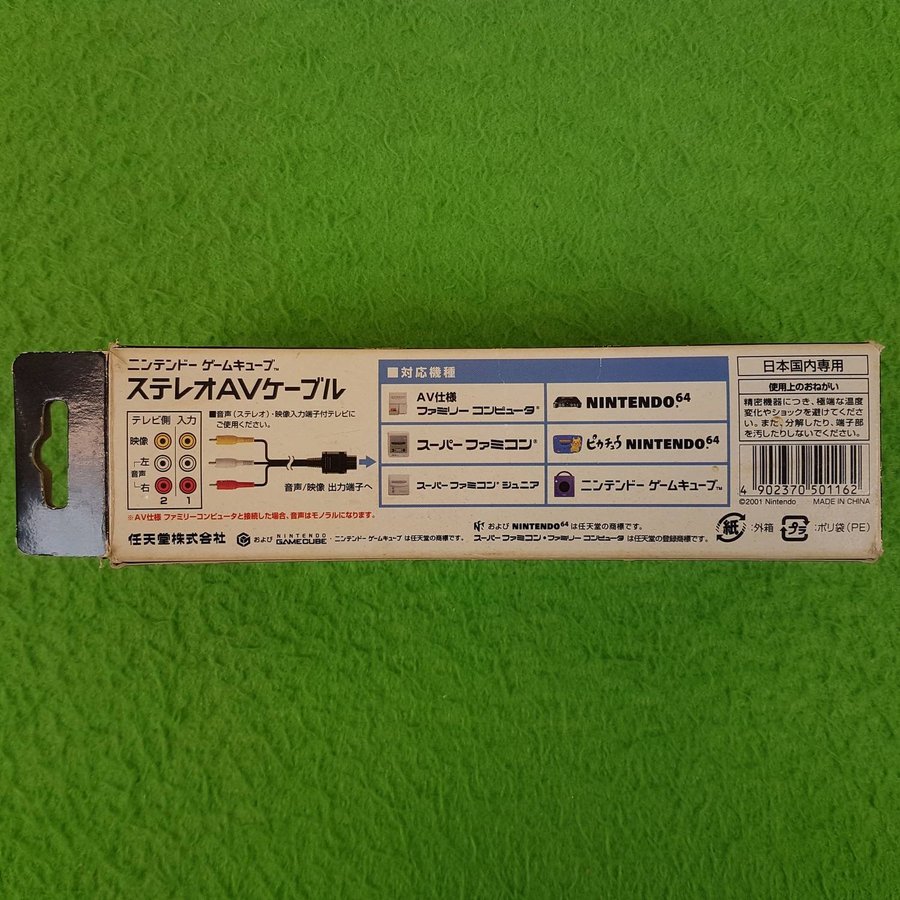 ニンテンドー ゲームキューブ™
ステレオAVケーブル
テレビ側 入力
映像
音声
左
右
2 1
■音声(ステレオ)・映像入力端子付テレビに
ご使用ください。
音声/映像 出力端子へ
※AV仕様 ファミリーコンピュータと接続した場合、音声はモノラルになります。
任天堂株式会社
および NINTENDO GAMECUBE・ニンテンドー ゲームキューブ は任天堂の商標です。
■対応機種
AV仕様
ファミリー コンピュータ®
NINTENDO64®
スーパー ファミコン®
ピカチュウ NINTENDO64®
スーパー ファミコン® ジュニア
ニンテンドー ゲームキューブ™
および NINTENDO64 は任天堂の商標です。
スーパー ファミコン・ファミリー コンピュータ は任天堂の登録商標です。
日本国内専用
使用上のおねがい
精密機器につき、極端な温度
変化やショックを避けてくださ
い。また、分解したり、端子部
を汚したりしないでください。
4 902370 501162
©2001 Nintendo MADE IN CHINA
紙 :外箱 プラ :ポリ袋(PE)